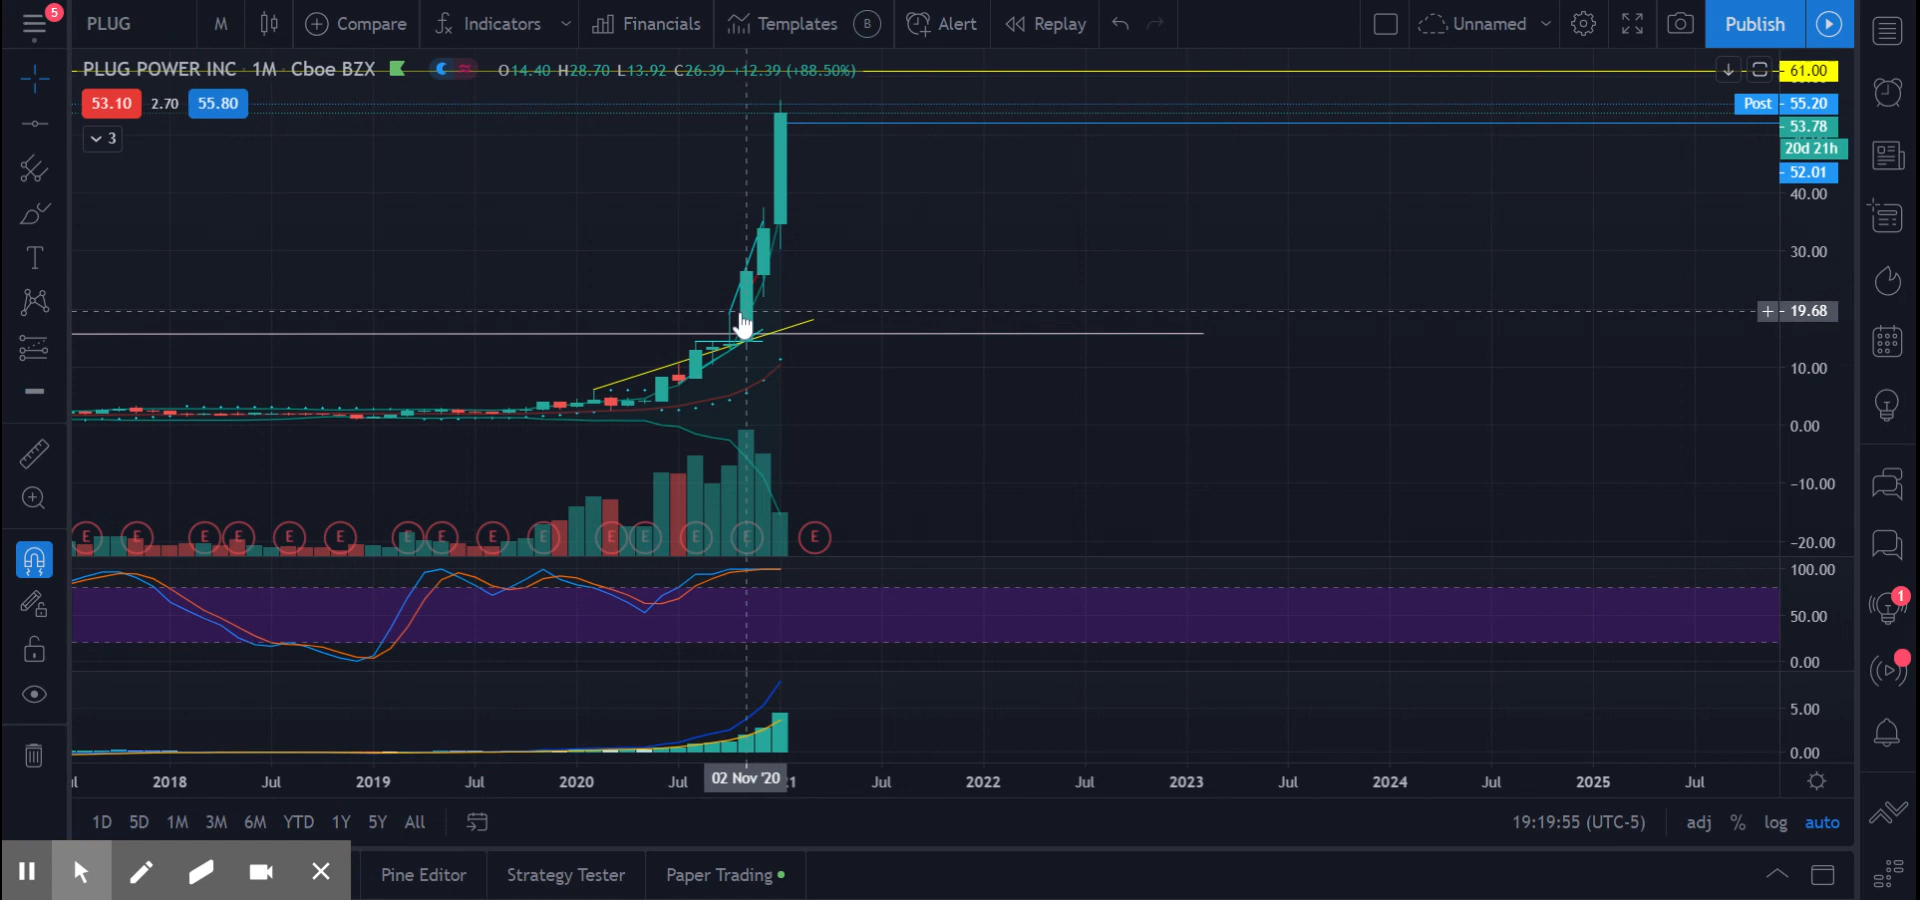 5
PLUG
M
Compare
Indicators
Financials
Templates
B
Alert
Replay
Unnamed
Publish
PLUG POWER INC 1M Cboe BZX
O14.40 H28.70 L13.92 C26.39 +12.39 (+88.50%)
61.00
53.10 2.70 55.80
Post 55.20
53.78
20d 21h
52.01
3
40.00
30.00
19.68
10.00
0.00
-10.00
-20.00
E E E E E E E E E E E E E E E
100.00
50.00
0.00
5.00
0.00
1
2018 Jul 2019 Jul 2020 Jul 02 Nov '20 Jul 2022 Jul 2023 Jul 2024 Jul 2025 Jul
1D 5D 1M 3M 6M YTD 1Y 5Y All
19:19:55 (UTC-5)
adj % log auto
Pine Editor
Strategy Tester
Paper Trading